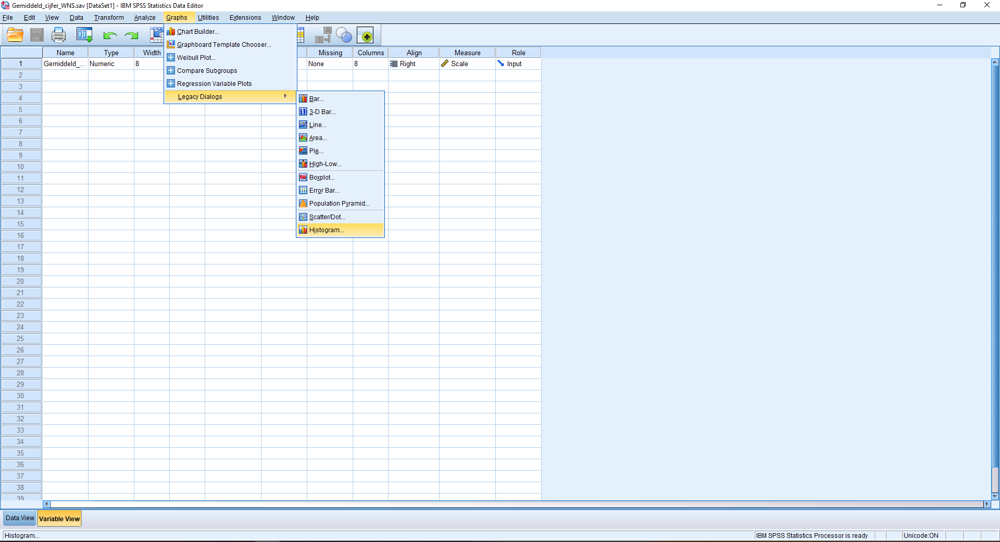 Gemiddeld_cijfer_WNS.sav [DataSet1] - IBM SPSS Statistics Data Editor
File Edit View Data Transform Analyze Graphs Utilities Extensions Window Help
Chart Builder...
Graphboard Template Chooser...
Weibull Plot...
Compare Subgroups
Regression Variable Plots
Legacy Dialogs
Bar...
3-D Bar...
Line...
Area...
Pie...
High-Low...
Boxplot...
Error Bar...
Population Pyramid...
Scatter/Dot...
Histogram...
Name Type Width Missing Columns Align Measure Role
1 Gemiddeld_... Numeric 8 None 8 Right Scale Input
2
3
4
5
6
7
8
9
10
11
12
13
14
15
16
17
18
19
20
21
22
23
24
25
26
27
28
29
30
31
32
33
34
35
36
37
38
39
Data View Variable View
Histogram... IBM SPSS Statistics Processor is ready Unicode:ON